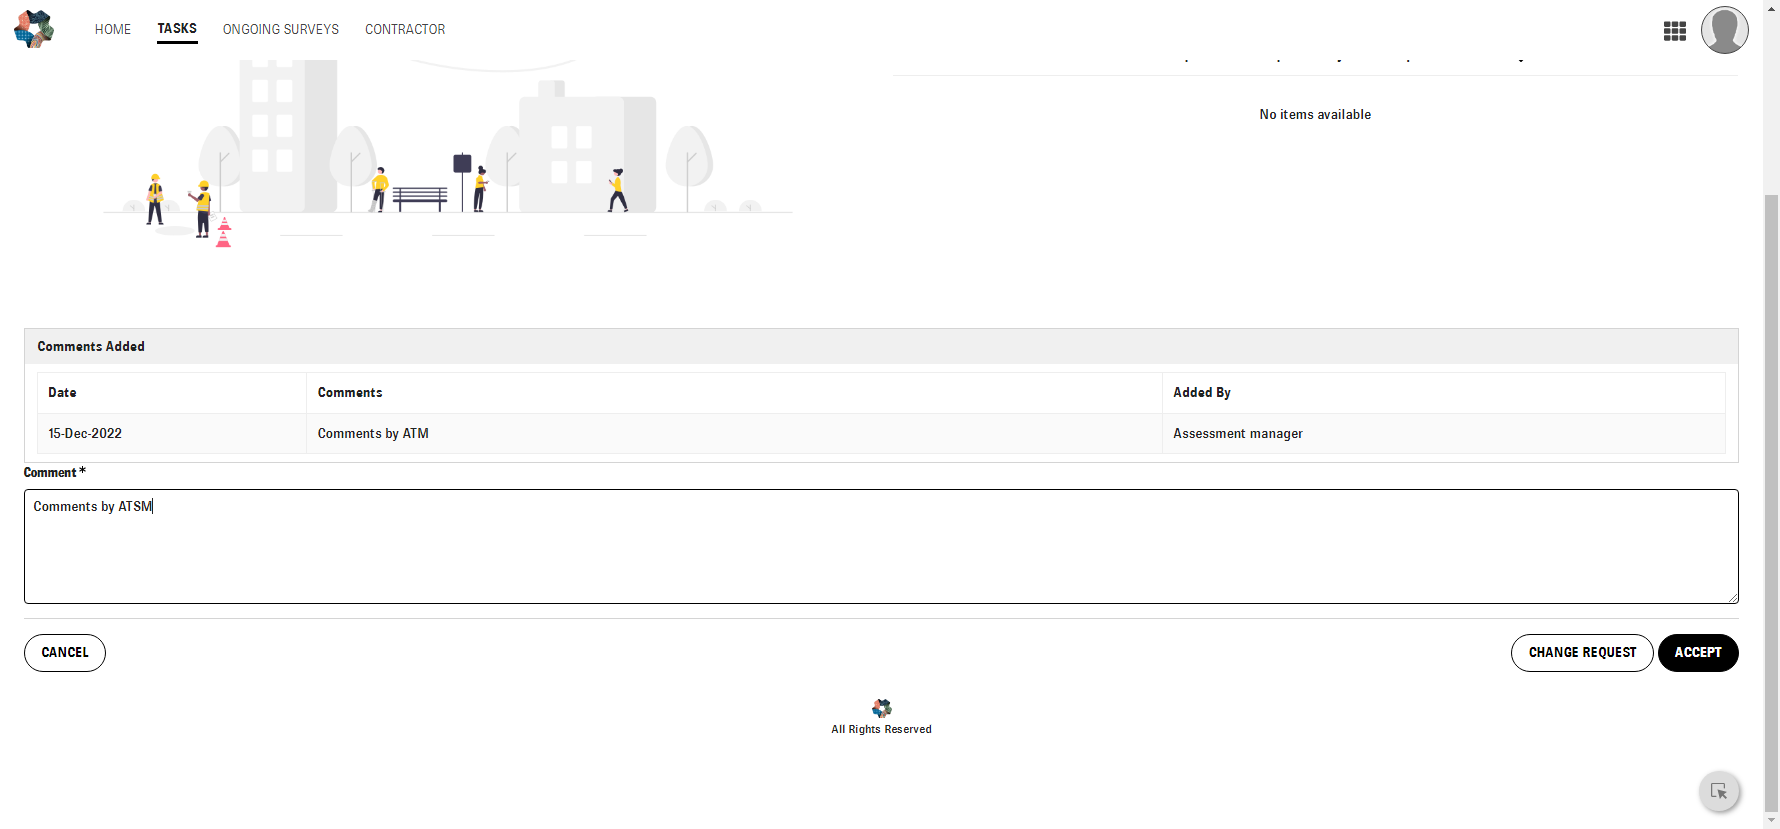 HOME TASKS ONGOING SURVEYS CONTRACTOR
No items available
Comments Added
Date Comments Added By
15-Dec-2022 Comments by ATM Assessment manager
Comment *
Comments by ATSM
CANCEL CHANGE REQUEST ACCEPT
All Rights Reserved